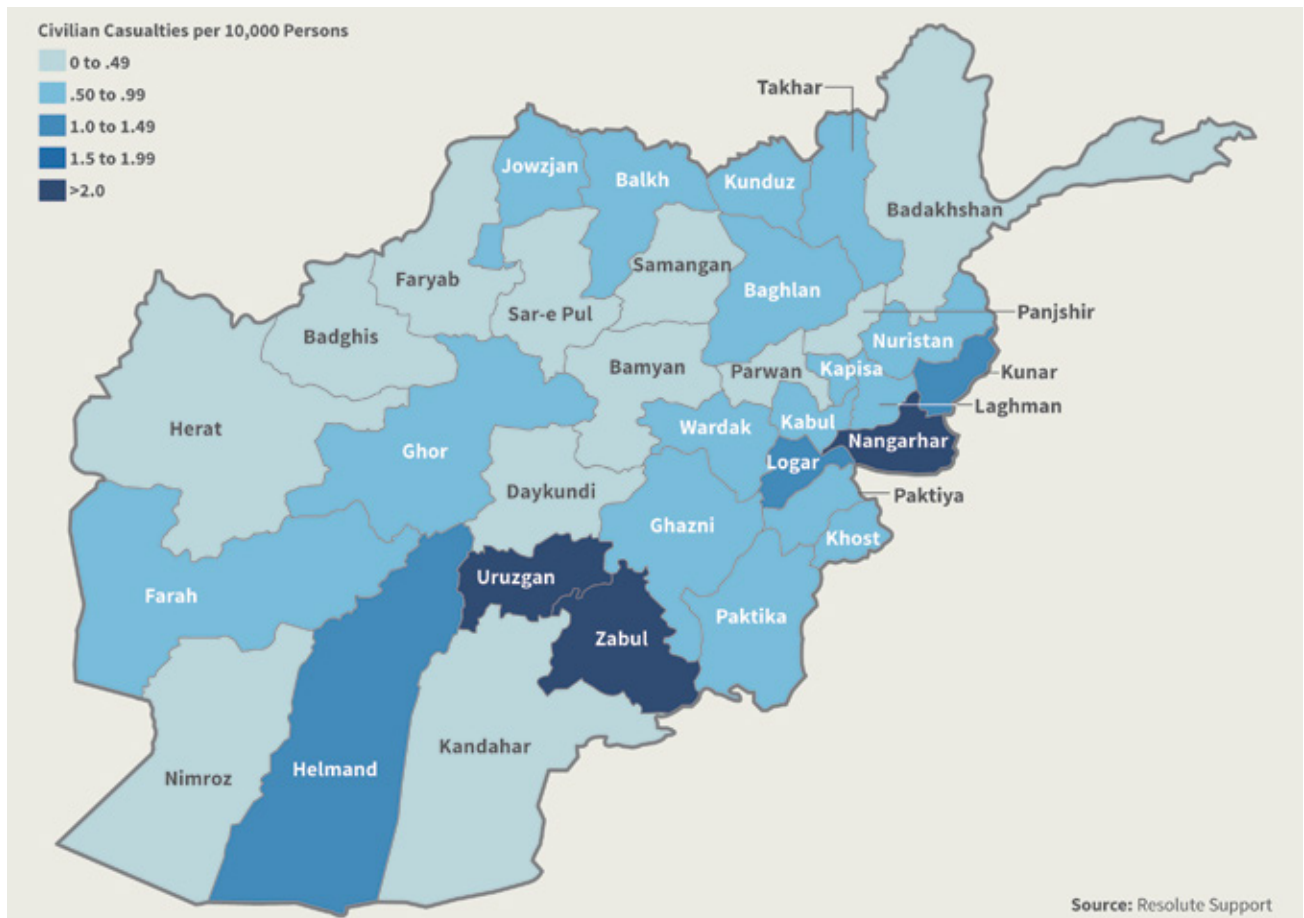 Civilian Casualties per 10,000 Persons
0 to .49
.50 to .99
1.0 to 1.49
1.5 to 1.99
>2.0
Takhar
Jowzjan
Balkh
Kunduz
Badakhshan
Faryab
Samangan
Baghlan
Sar-e Pul
Panjshir
Badghis
Nuristan
Bamyan
Parwan
Kapisa
Kunar
Laghman
Herat
Wardak
Kabul
Ghor
Nangarhar
Logar
Daykundi
Paktiya
Ghazni
Khost
Uruzgan
Farah
Paktika
Zabul
Kandahar
Helmand
Nimroz
Source: Resolute Support